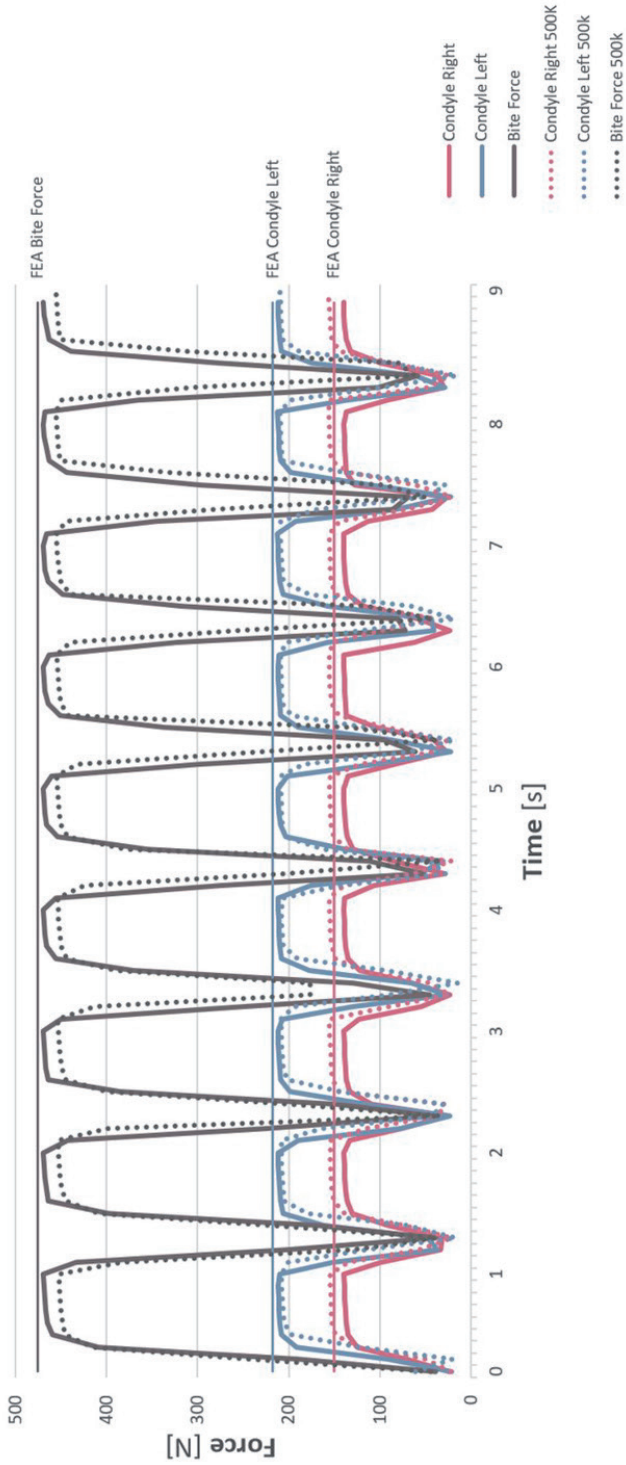 Force [N]
500
400
300
200
100
0
FEA Bite Force
FEA Condyle Left
FEA Condyle Right
0 1 2 3 4 5 6 7 8 9
Time [s]
Condyle Right
Condyle Left
Bite Force
Condyle Right 500K
Condyle Left 500k
Bite Force 500k